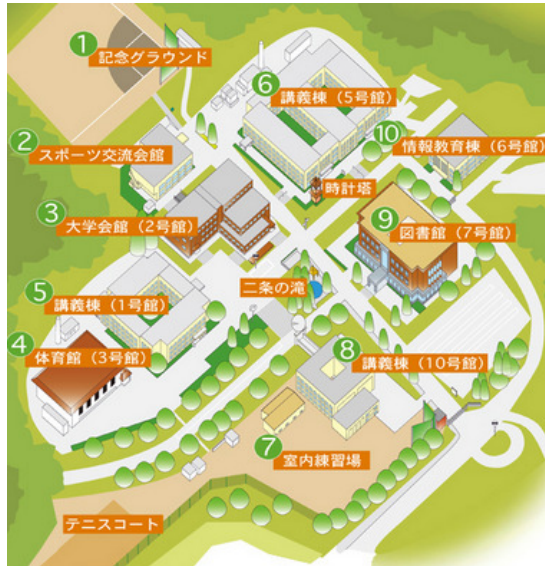 1 記念グラウンド
6 講義棟（5号館）
10 情報教育棟（6号館）
2 スポーツ交流会館
時計塔
3 大学会館（2号館）
9 図書館（7号館）
二条の滝
5 講義棟（1号館）
4 体育館（3号館）
8 講義棟（10号館）
7 室内練習場
テニスコート